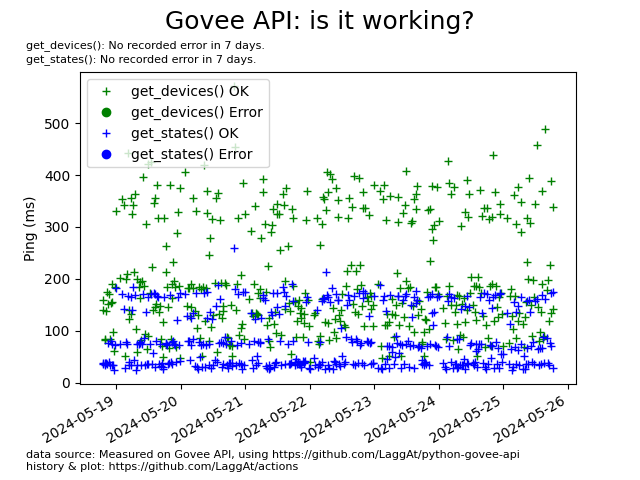 Govee API: is it working?
get_devices(): No recorded error in 7 days.
get_states(): No recorded error in 7 days.
get_devices() OK
get_devices() Error
get_states() OK
get_states() Error
500
400
300
200
100
0
Ping (ms)
2024-05-19
2024-05-20
2024-05-21
2024-05-22
2024-05-23
2024-05-24
2024-05-25
2024-05-26
data source: Measured on Govee API, using https://github.com/LaggAt/python-govee-api
history & plot: https://github.com/LaggAt/actions